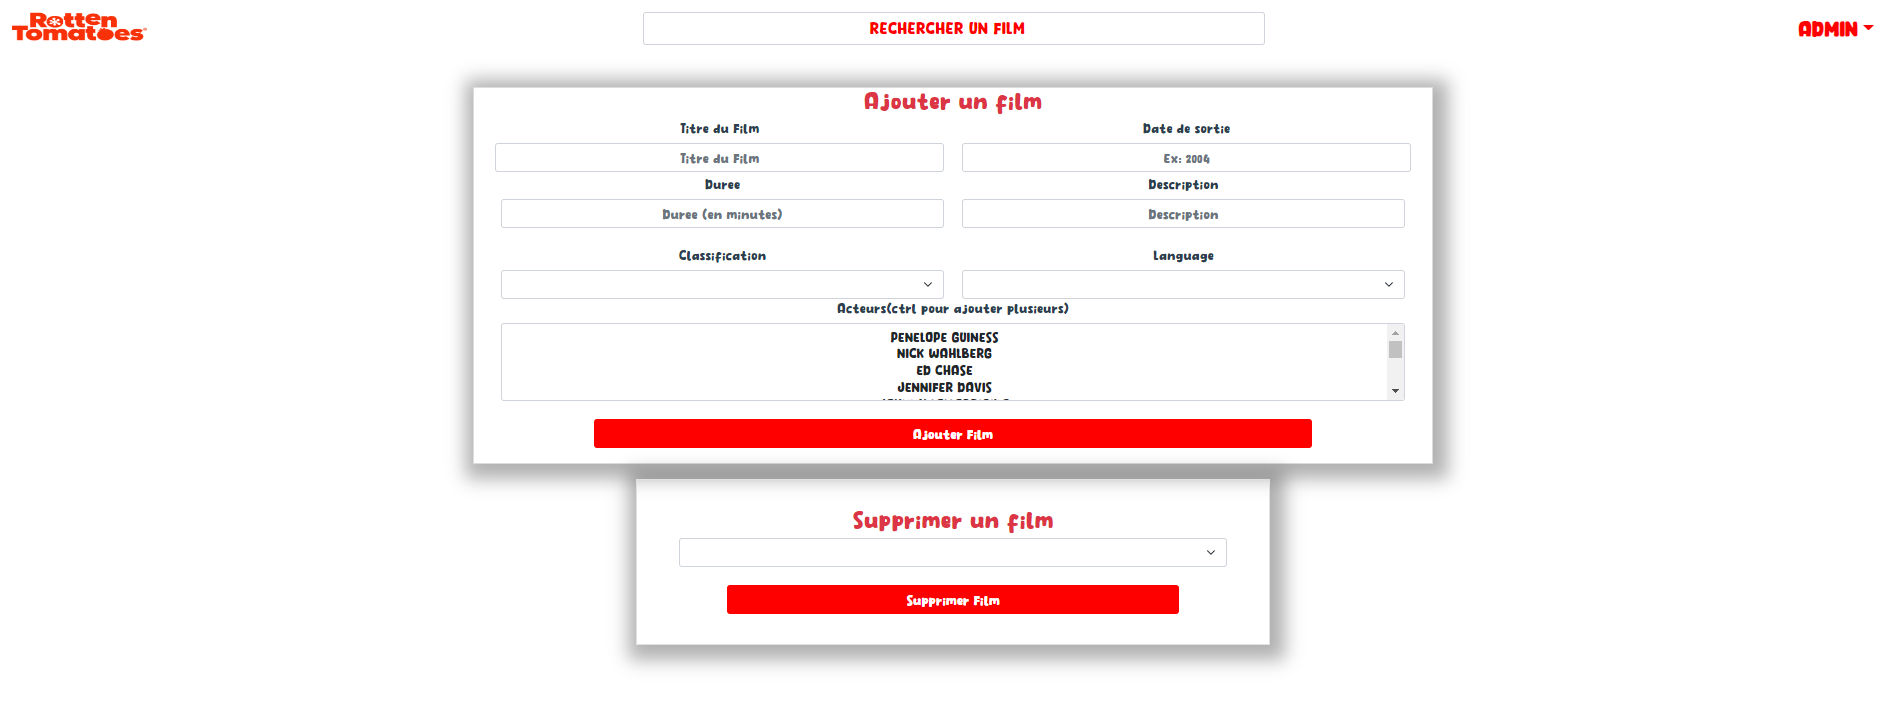 Rotten
Tomatoes
RECHERCHER UN FILM
ADMIN
Ajouter un film
Titre du Film
Date de sortie
Titre du Film
Ex: 2004
Duree
Description
Duree (en minutes)
Description
Classification
Language
Acteurs(ctrl pour ajouter plusieurs)
PENELOPE GUINESS
NICK WAHLBERG
ED CHASE
JENNIFER DAVIS
Ajouter Film
Supprimer un film
Supprimer Film